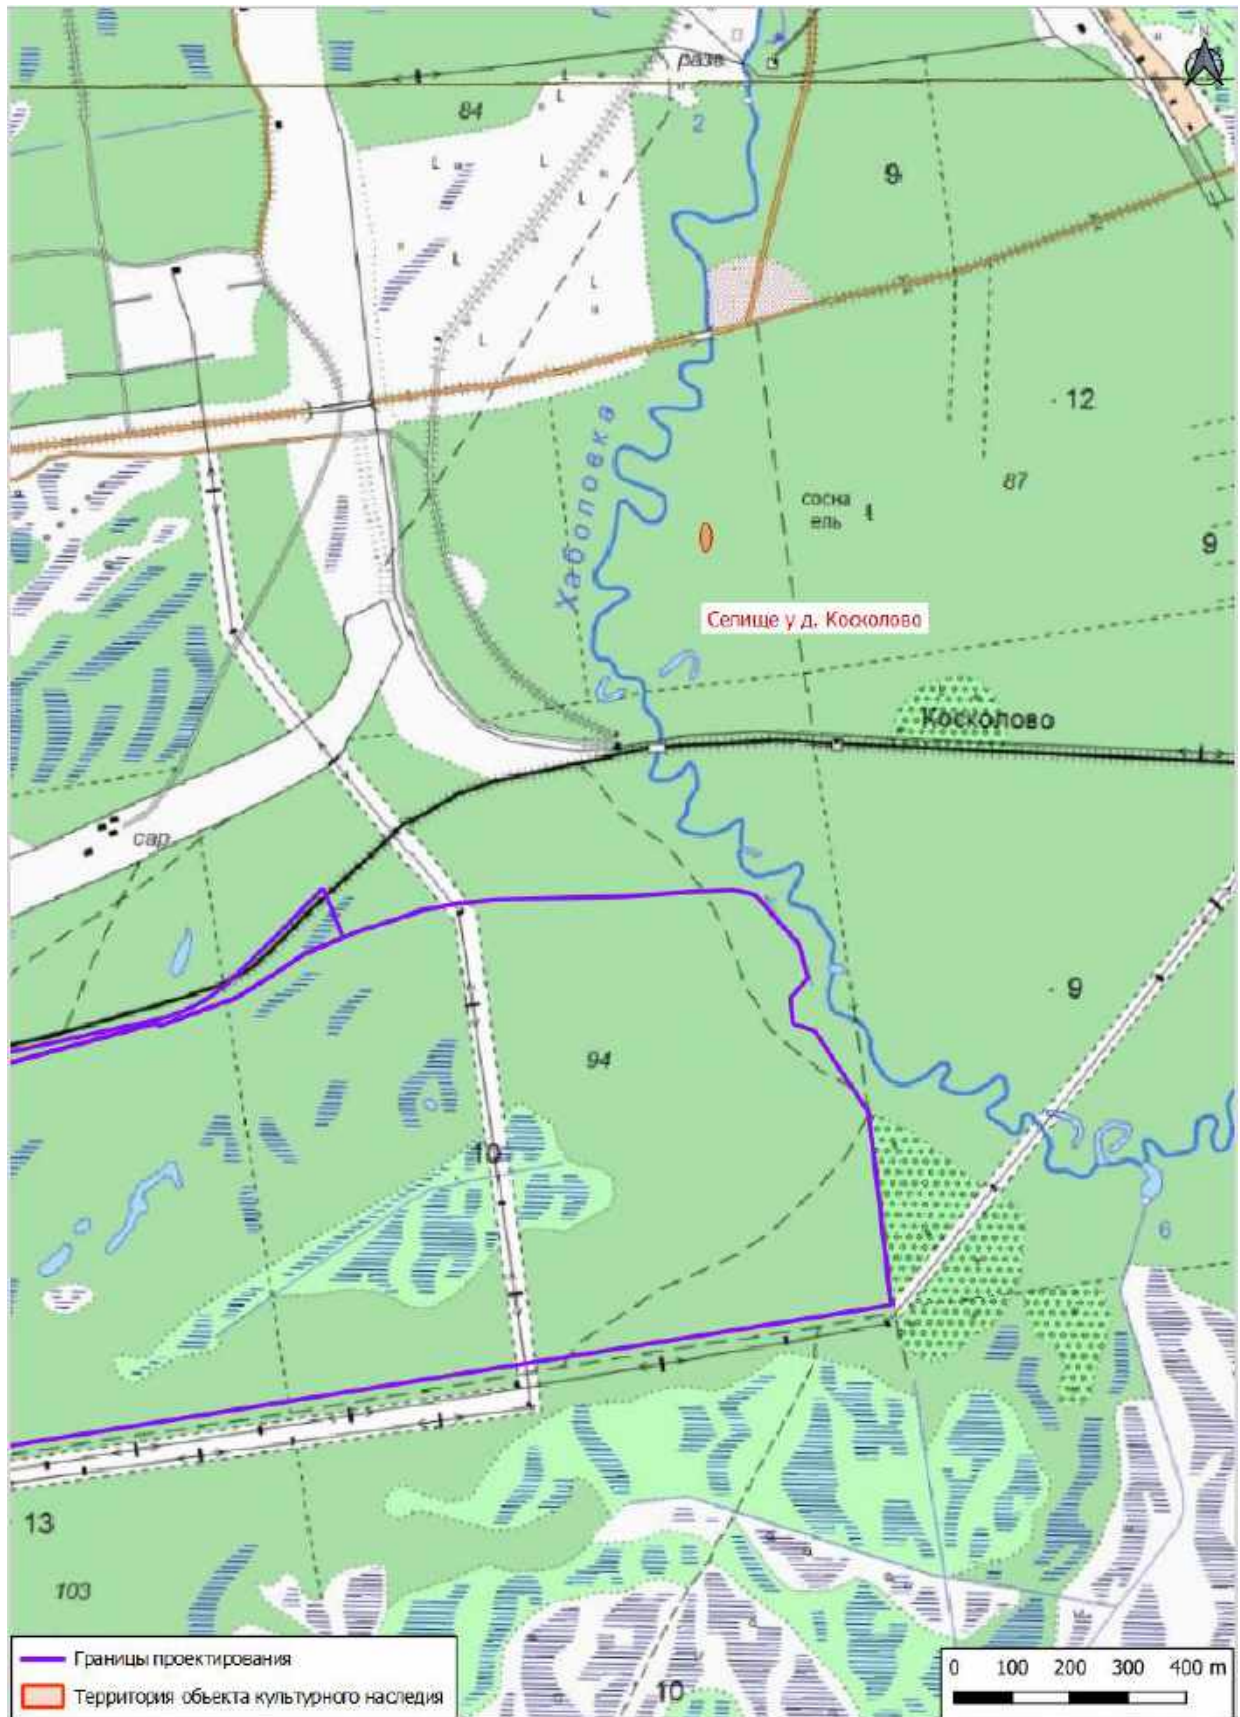 N
разв
84
2
9
12
87
Хаболовка
сосна
ель
9
Селище у д. Косколово
Косколово
сар.
9
94
10
6
13
103
10
Границы проектирования
Территория объекта культурного наследия
0 100 200 300 400 m